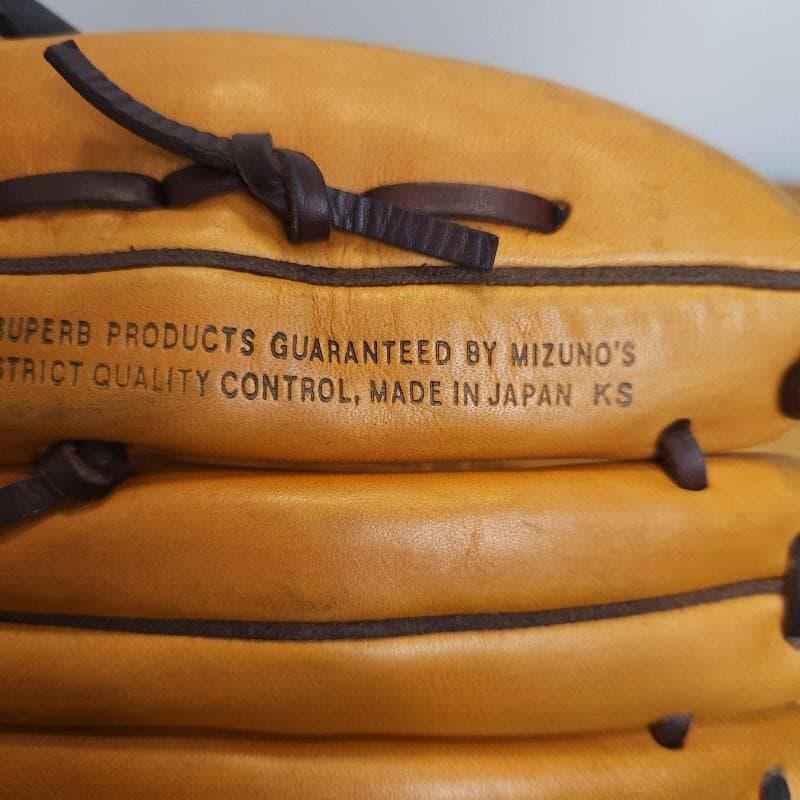 SUPERB PRODUCTS GUARANTEED BY MIZUNO'S
STRICT QUALITY CONTROL, MADE IN JAPAN KS